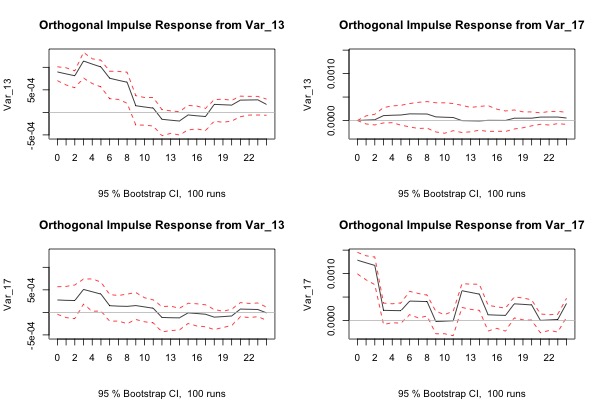 Orthogonal Impulse Response from Var_13
Var_13
5e-04
-5e-04
0 2 4 6 8 10 13 16 19 22
95 % Bootstrap CI, 100 runs
Orthogonal Impulse Response from Var_17
Var_13
0.0010
0.0000
0 2 4 6 8 10 13 16 19 22
95 % Bootstrap CI, 100 runs
Orthogonal Impulse Response from Var_13
Var_17
5e-04
-5e-04
0 2 4 6 8 10 13 16 19 22
95 % Bootstrap CI, 100 runs
Orthogonal Impulse Response from Var_17
Var_17
0.0010
0.0000
0 2 4 6 8 10 13 16 19 22
95 % Bootstrap CI, 100 runs